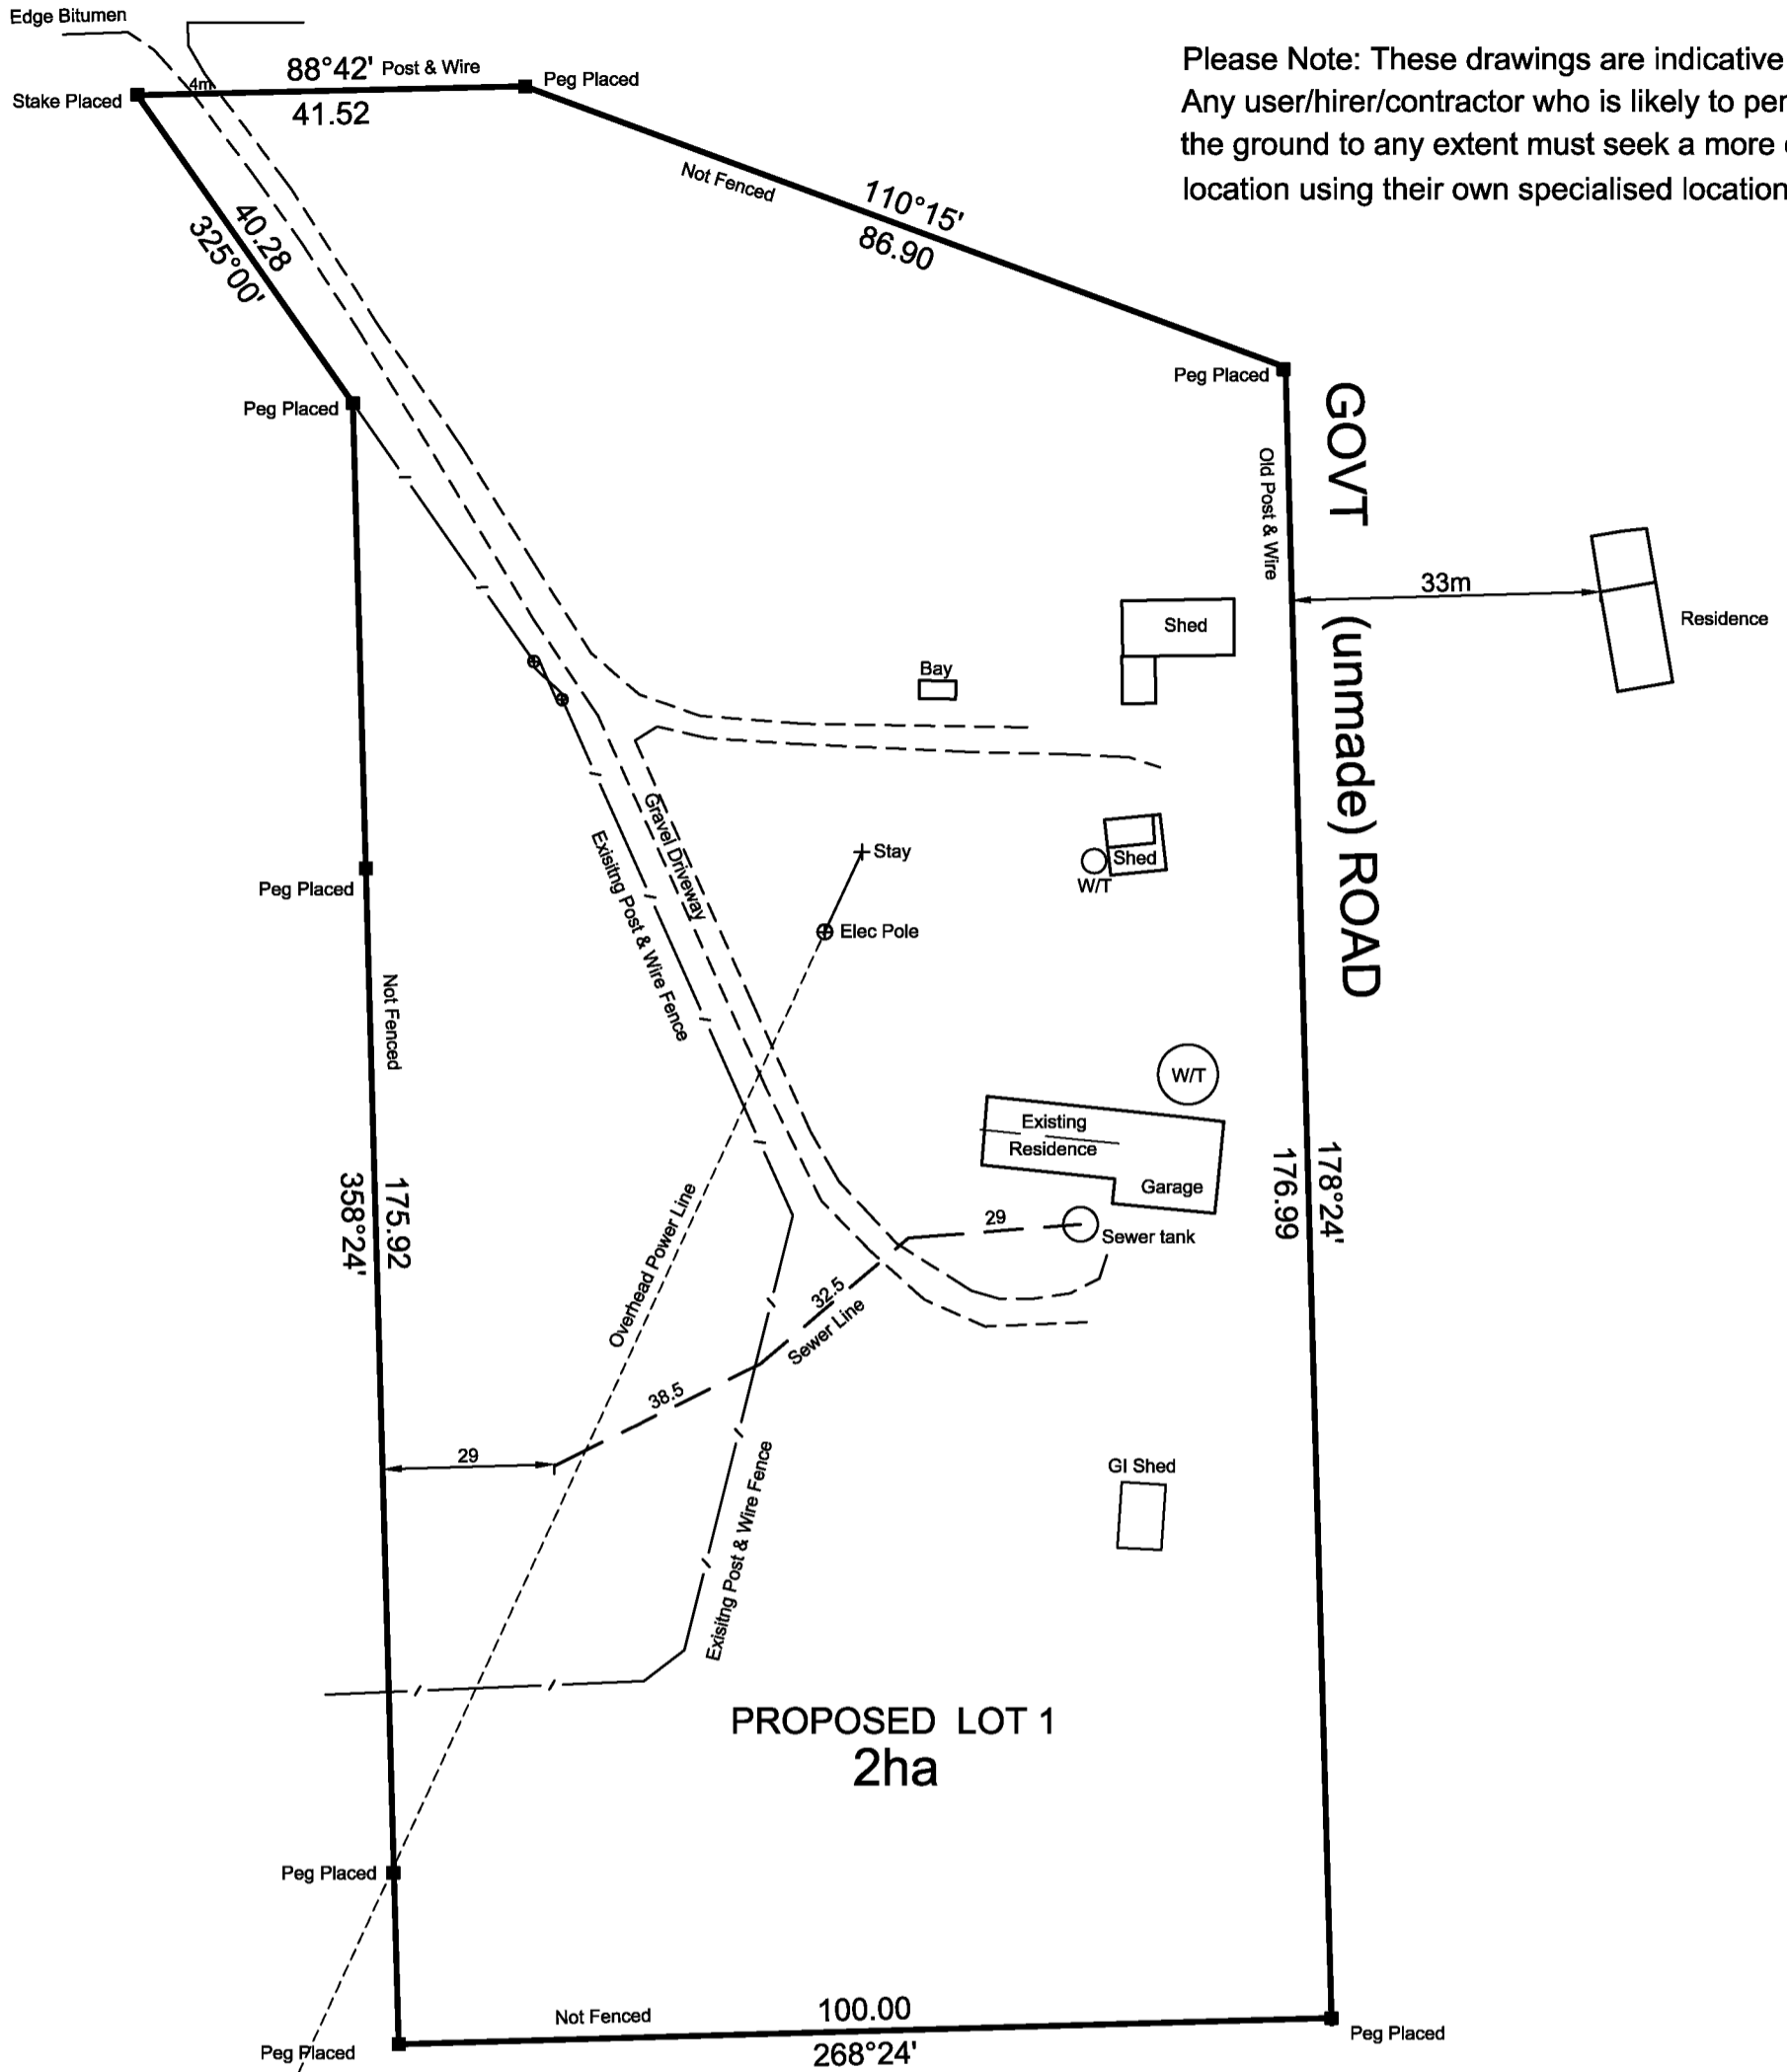 Edge Bitumen
Please Note: These drawings are indicative
Any user/hirer/contractor who is likely to per
the ground to any extent must seek a more
location using their own specialised location
88°42' Post & Wire
Peg Placed
4m
Stake Placed
41.52
Not Fenced
110°15'
86.90
40.28
325°00'
Peg Placed
Peg Placed
GOVT (unmade) ROAD
Old Post & Wire
33m
Residence
Shed
Bay
Gravel Driveway
Exisitng Post & Wire Fence
Stay
Shed
W/T
Peg Placed
Elec Pole
Not Fenced
W/T
Existing
Residence
Garage
178°24'
176.99
175.92
358°24'
Overhead Power Line
29
Sewer tank
32.5
Sewer Line
38.5
29
Exisitng Post & Wire Fence
GI Shed
PROPOSED LOT 1
2ha
Peg Placed
Not Fenced
100.00
268°24'
Peg Placed
Peg Placed